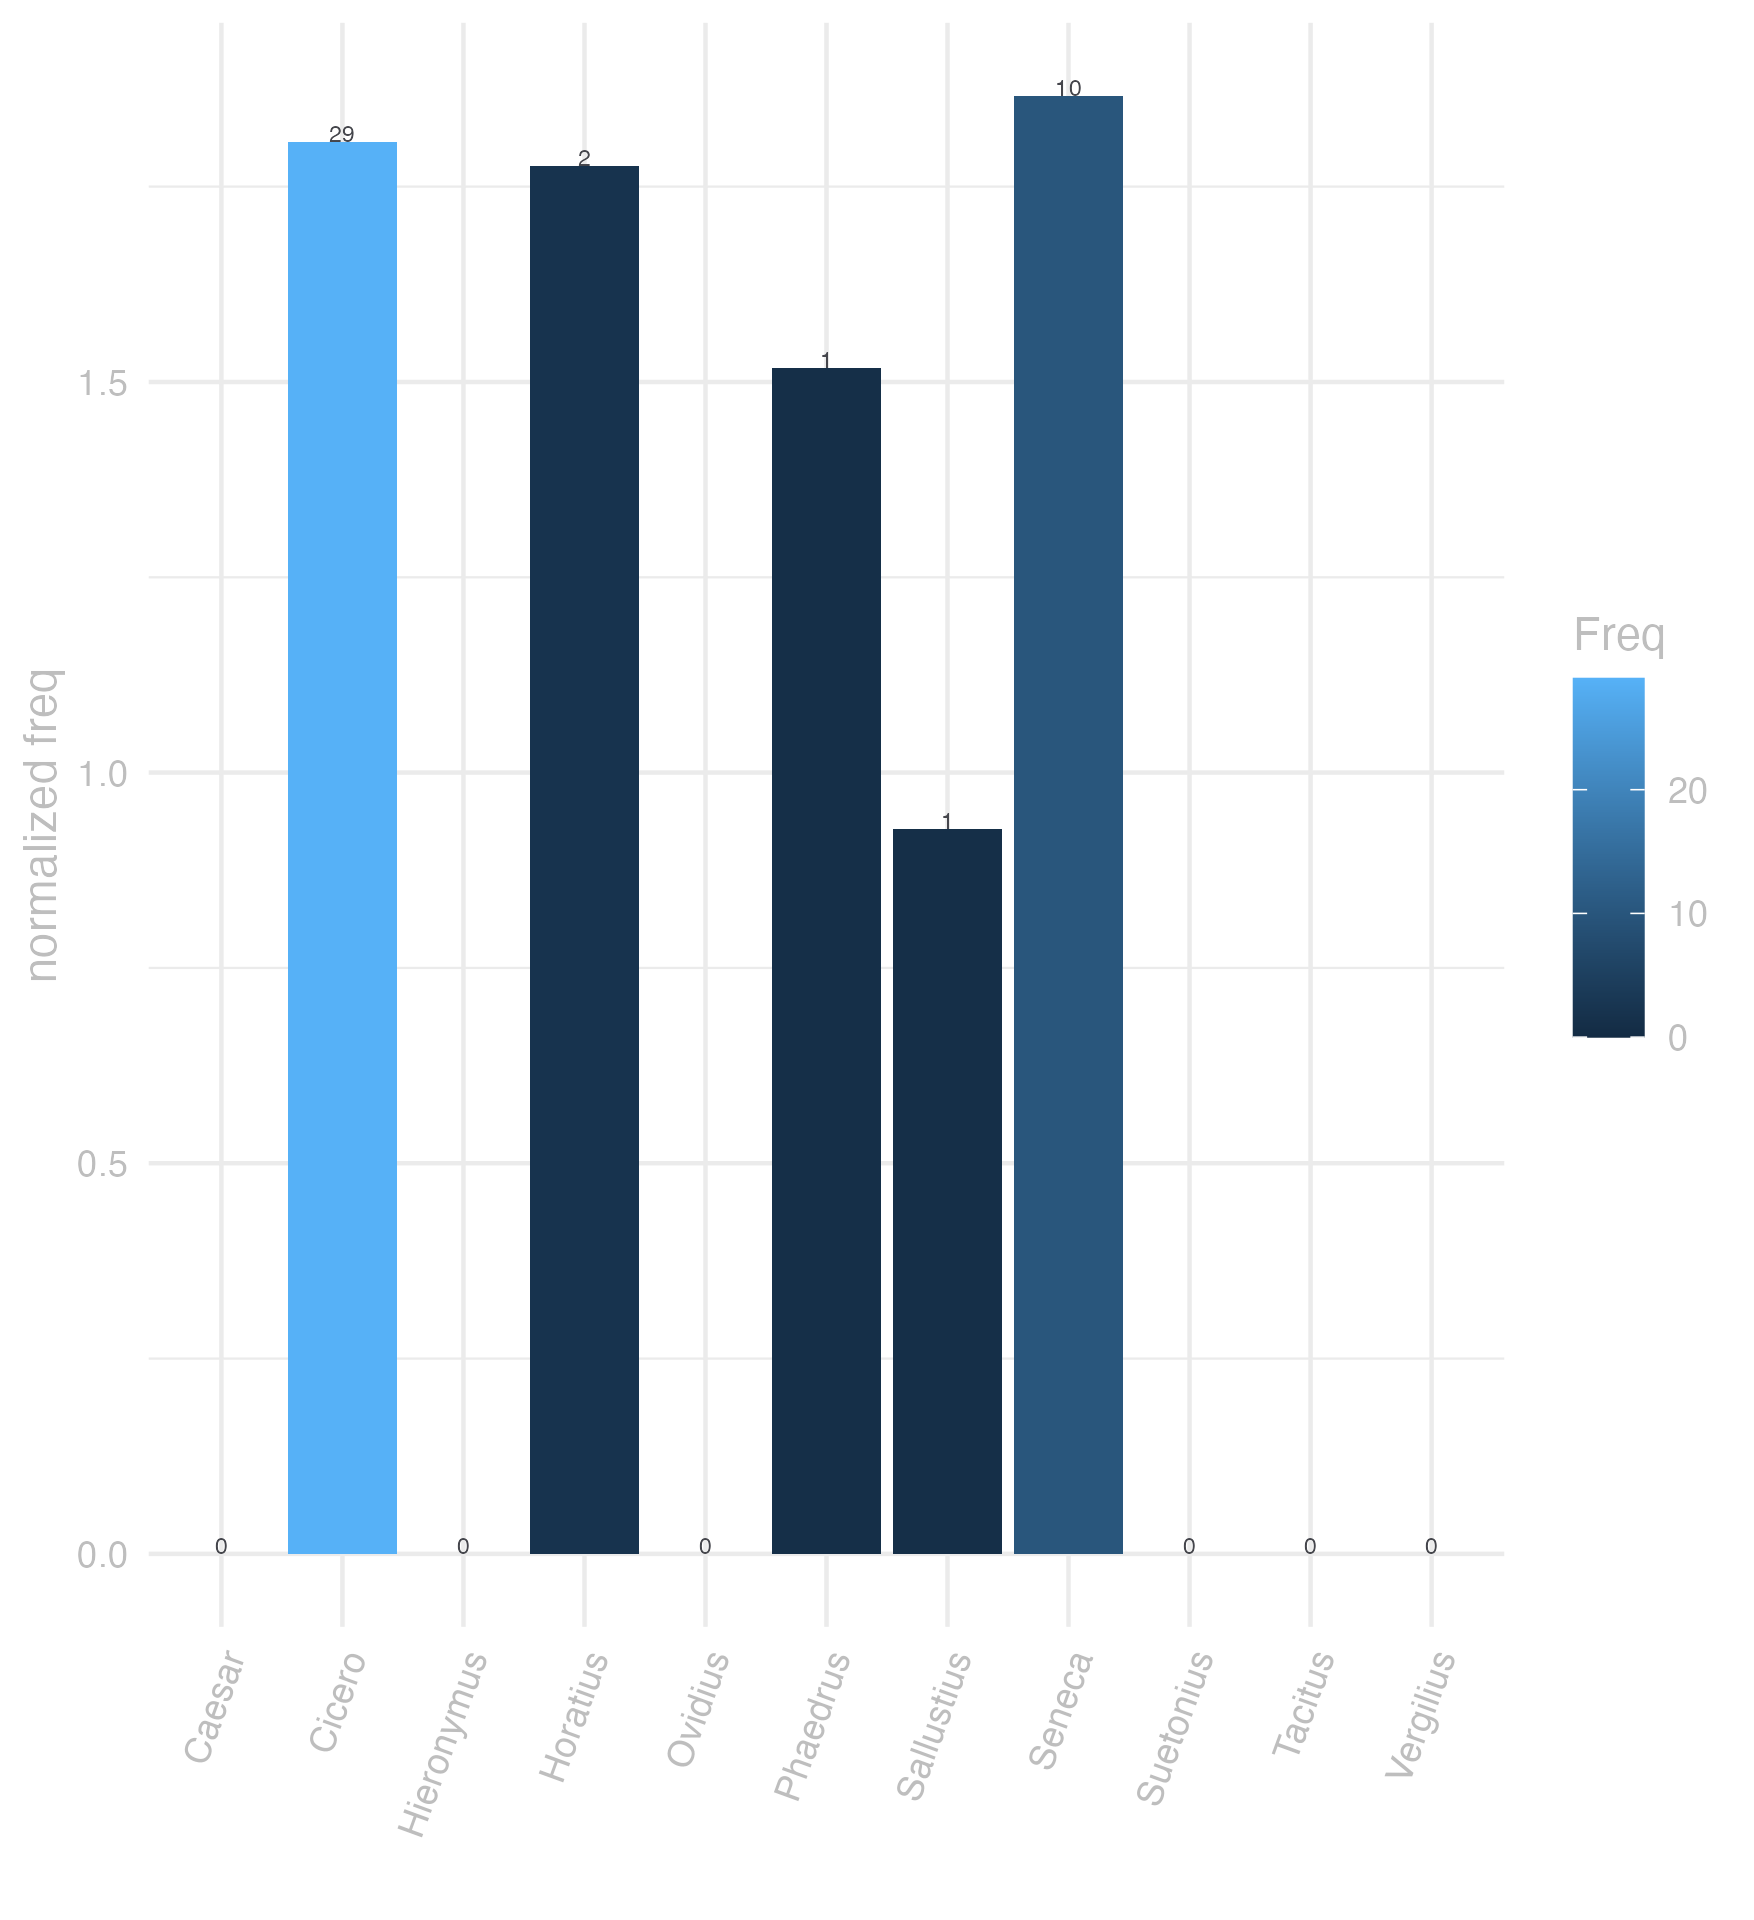 10
29
2
1
1.5
Freq
normalized freq
1.0
20
1
10
0
0.5
0
0
0
0
0
0
0.0
Caesar
Cicero
Hieronymus
Horatius
Ovidius
Phaedrus
Sallustius
Seneca
Suetonius
Tacitus
Vergilius